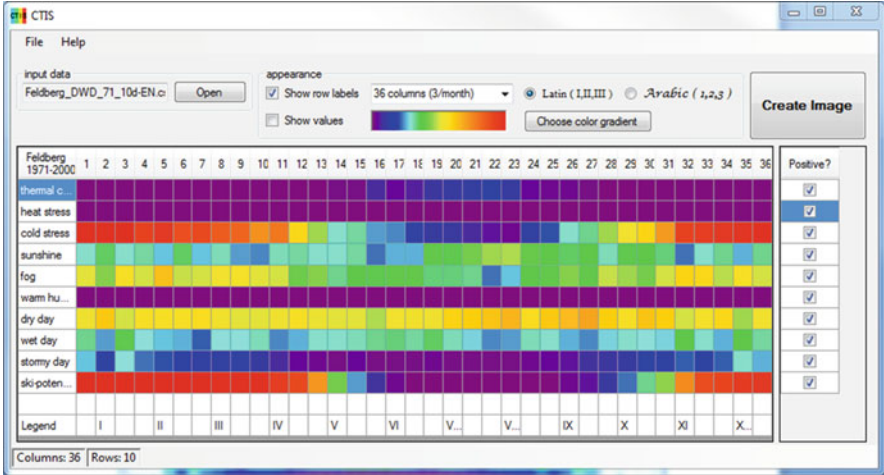 CTIS CTIS
File Help
input data
Feldberg_DWD_71_10d-EN.c
Open
appearance
Show row labels
36 columns (3/month)
Latin ( I,II,III )
Arabic ( 1,2,3 )
Show values
Choose color gradient
Create Image
Feldberg
1971-2000 1 2 3 4 5 6 7 8 9 10 11 12 13 14 15 16 17 18 19 20 21 22 23 24 25 26 27 28 29 30 31 32 33 34 35 36 Positive?
thermal c...
heat stress
cold stress
sunshine
fog
warm hu...
dry day
wet day
stormy day
ski-poten...
Legend I II III IV V VI V... V... IX X XI X...
Columns: 36 Rows: 10